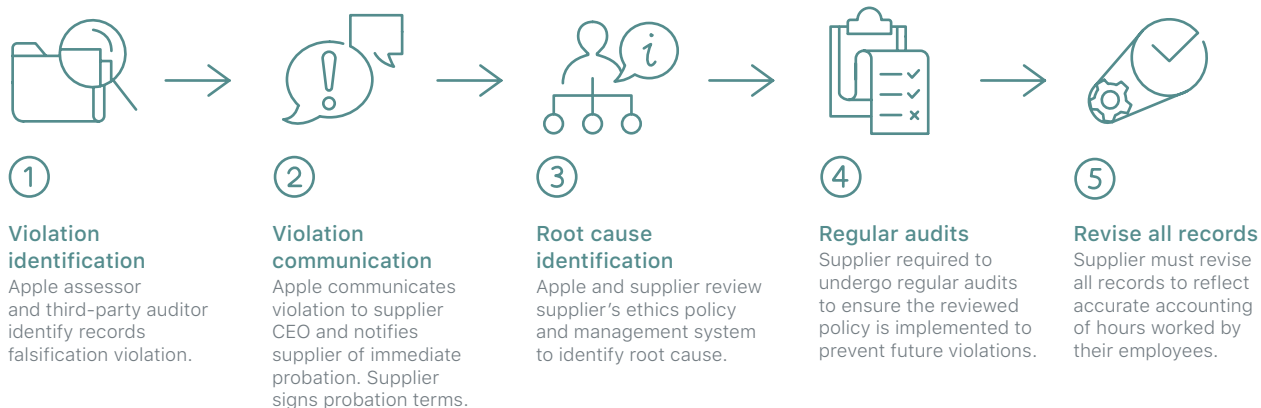 1
Violation
identification
Apple assessor
and third-party auditor
identify records
falsification violation.
2
Violation
communication
Apple communicates
violation to supplier
CEO and notifies
supplier of immediate
probation. Supplier
signs probation terms.
i
3
Root cause
identification
Apple and supplier review
supplier’s ethics policy
and management system
to identify root cause.
4
Regular audits
Supplier required to
undergo regular audits
to ensure the reviewed
policy is implemented to
prevent future violations.
5
Revise all records
Supplier must revise
all records to reflect
accurate accounting
of hours worked by
their employees.